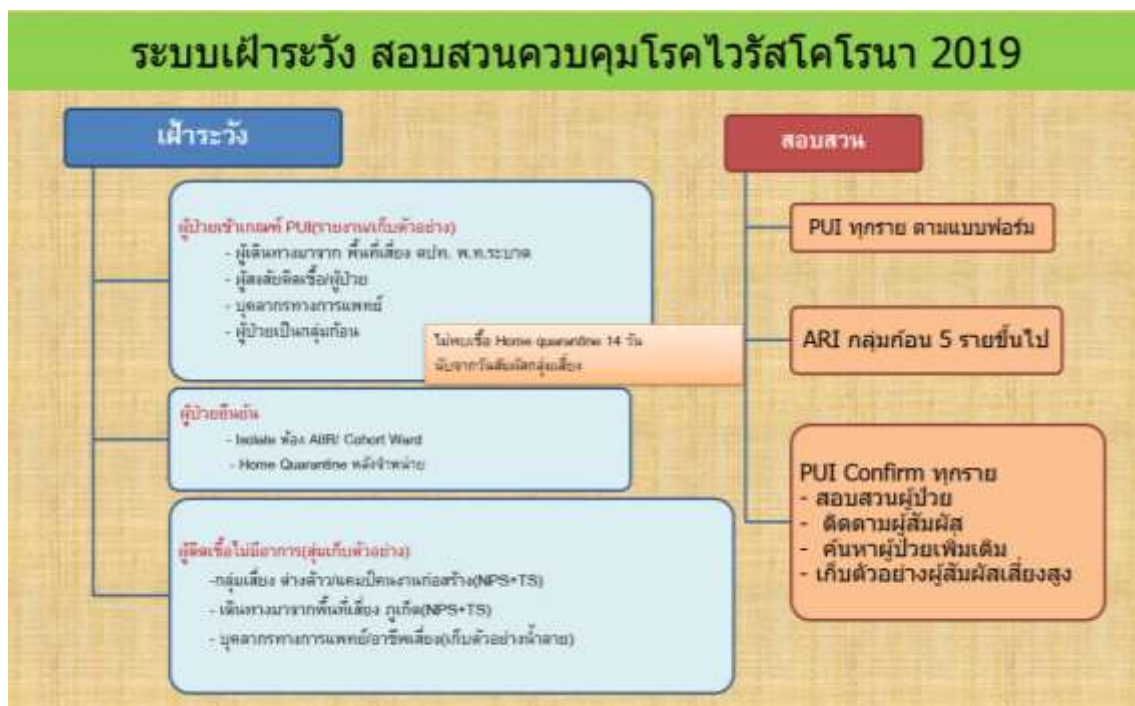 ระบบเฝ้าระวัง สอบสวนควบคุมโรคไวรัสโคโรนา 2019
เฝ้าระวัง
ผู้ป่วยเข้าเกณฑ์ PUI(รายงาน/เก็บตัวอย่าง)
- ผู้เดินทางมาจาก พื้นที่เสี่ยง ตปท. พ.ท.ระบาด
- ผู้สงสัยติดเชื้อ/ผู้ป่วย
- บุคลากรทางการแพทย์
- ผู้ป่วยเป็นกลุ่มก้อน
ไม่พบเชื้อ Home quarantine 14 วัน
นับจากวันสัมผัสกลุ่มเสี่ยง
ผู้ป่วยยืนยัน
- Isolate ห้อง AIIR/ Cohort Ward
- Home Quarantine หลังจำหน่าย
ผู้ติดเชื้อไม่มีอาการ(สุ่มเก็บตัวอย่าง)
-กลุ่มเสี่ยง ต่างด้าว/แคมป์คนงานก่อสร้าง(NPS+TS)
- เดินทางมาจากพื้นที่เสี่ยง ภูเก็ต(NPS+TS)
- บุคลากรทางการแพทย์/อาชีพเสี่ยง(เก็บตัวอย่างน้ำลาย)
สอบสวน
PUI ทุกราย ตามแบบฟอร์ม
ARI กลุ่มก้อน 5 รายขึ้นไป
PUI Confirm ทุกราย
- สอบสวนผู้ป่วย
- ติดตามผู้สัมผัส
- ค้นหาผู้ป่วยเพิ่มเติม
- เก็บตัวอย่างผู้สัมผัสเสี่ยงสูง